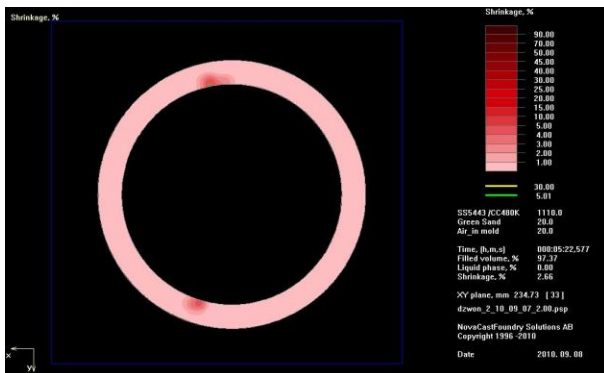 Shrinkage, %
Shrinkage, %
90.00
70.00
50.00
45.00
40.00
30.00
25.00
20.00
15.00
10.00
5.00
4.00
3.00
2.00
1.00
30.00
5.01
SS5443 /CC480K 1110.0
Green Sand 20.0
Air_in mold 20.0
Time, (h,m,s) 000:05:22,577
Filled volume, % 97.37
Liquid phase, % 0.00
Shrinkage, % 2.66
XY plane, mm 234.73 [ 33 ]
dzwon_2_10_09_07_2.00.psp
NovaCastFoundry Solutions AB
Copyright 1996 -2010
Date 2010. 09. 08
x
y